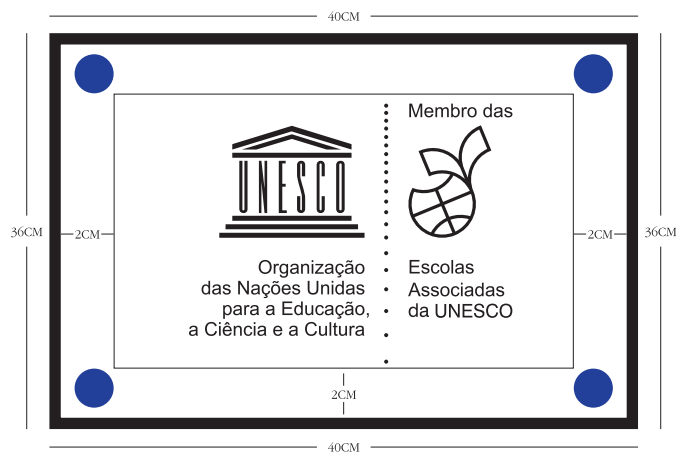 40CM
Membro das
UNESCO
36CM
2CM
2CM
36CM
Organização
das Nações Unidas
para a Educação,
a Ciência e a Cultura
Escolas
Associadas
da UNESCO
2CM
40CM